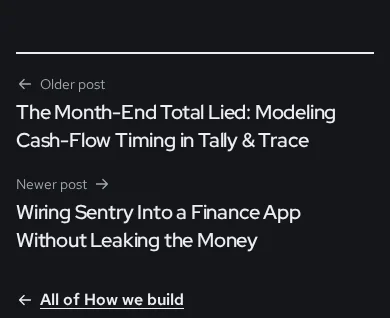 ← Older post
The Month-End Total Lied: Modeling
Cash-Flow Timing in Tally & Trace
Newer post →
Wiring Sentry Into a Finance App
Without Leaking the Money
← All of How we build